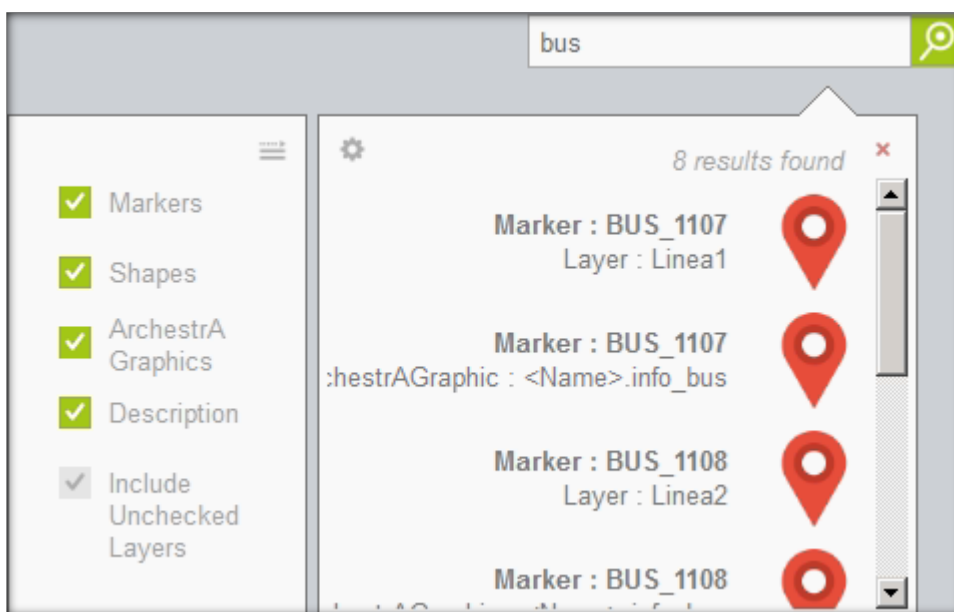 bus
8 results found
Markers
Shapes
ArchestrA
Graphics
Description
Include
Unchecked
Layers
Marker : BUS_1107
Layer : Linea1
Marker : BUS_1107
:hestrAGraphic : <Name>.info_bus
Marker : BUS_1108
Layer : Linea2
Marker : BUS_1108